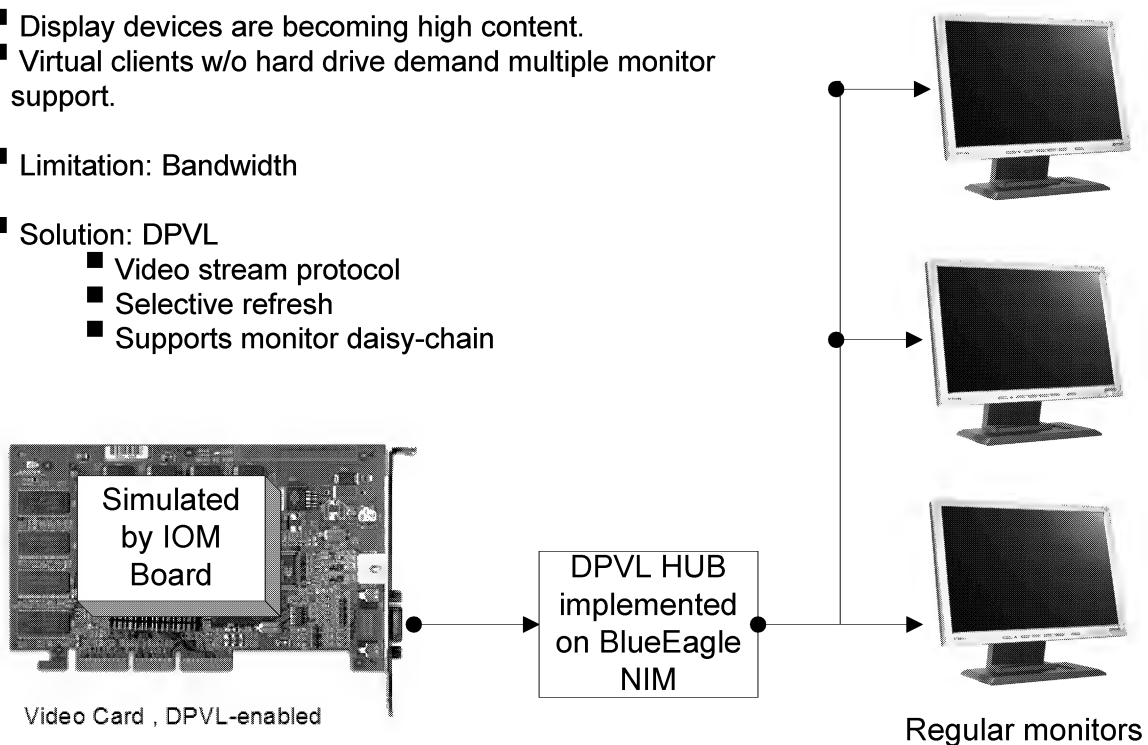 Display devices are becoming high content.
Virtual clients w/o hard drive demand multiple monitor
support.
Limitation: Bandwidth
Solution: DPVL
Video stream protocol
Selective refresh
Supports monitor daisy-chain
Simulated
by IOM
Board
DPVL HUB
implemented
on BlueEagle
NIM
Video Card , DPVL-enabled
Regular monitors